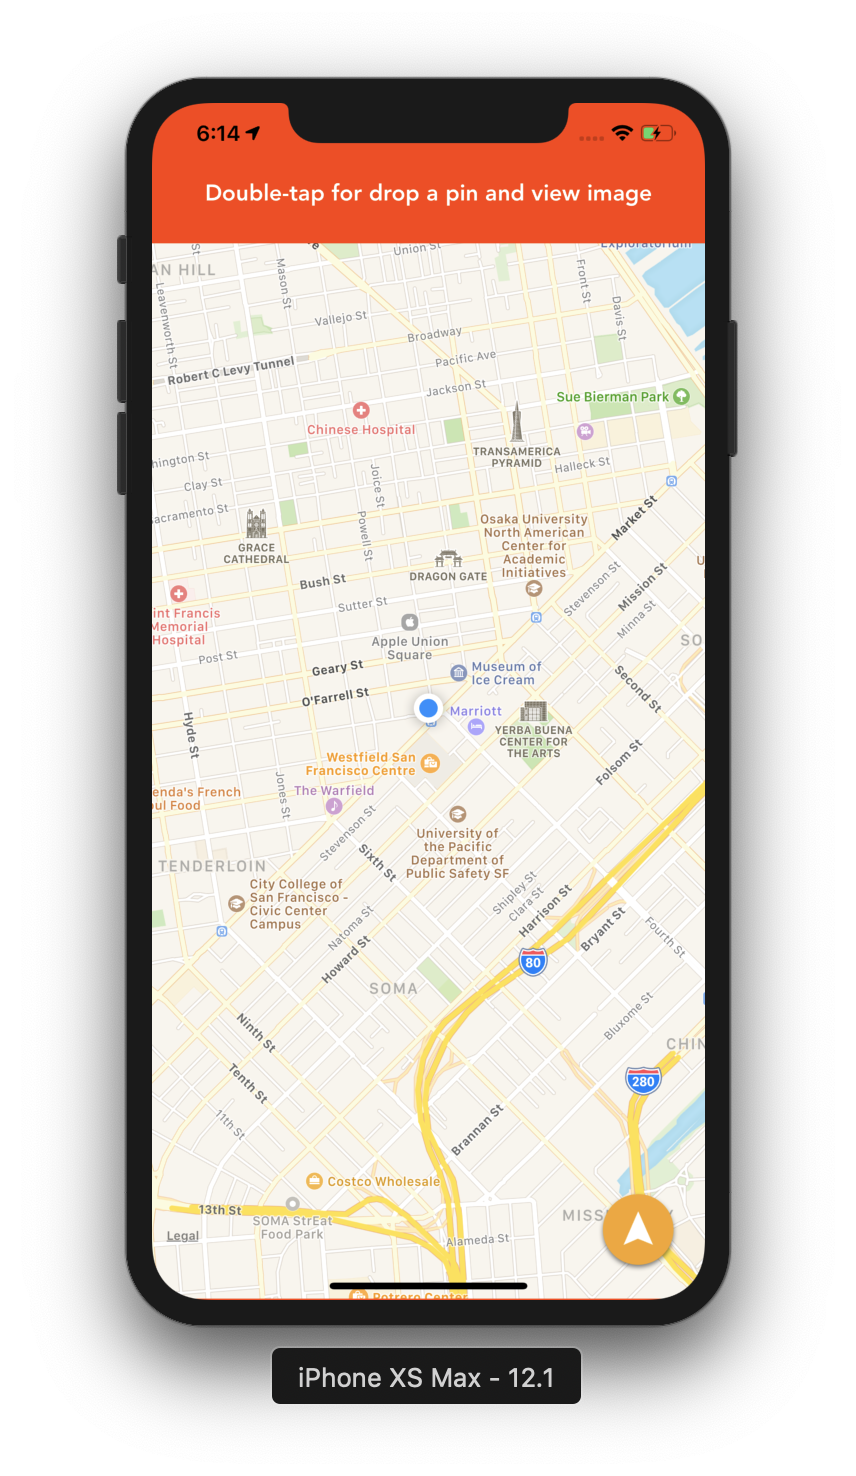 6:14
Double-tap for drop a pin and view image
Union St
Exploratorium
AN HILL
Mason St
Front St
Leavenworth St
Davis St
Vallejo St
Broadway
Pacific Ave
Robert C Levy Tunnel
Jackson St
Sue Bierman Park
Chinese Hospital
TRANSAMERICA
PYRAMID
Halleck St
hington St
Joice St
Clay St
Market St
acramento St
Powell St
Osaka University
North American
Center for
Academic
Initiatives
GRACE
CATHEDRAL
DRAGON GATE
Bush St
Stevenson St
Mission St
Minna St
Sutter St
int Francis
Memorial
Hospital
Apple Union
Square
SO
Post St
Geary St
Museum of
Ice Cream
Second St
O'Farrell St
Marriott
Hyde St
YERBA BUENA
CENTER FOR
THE ARTS
Westfield San
Francisco Centre
Folsom St
enda's French
ul Food
Jones St
The Warfield
Stevenson St
University of
the Pacific
Department of
Public Safety SF
Sixth St
TENDERLOIN
City College of
San Francisco -
Civic Center
Campus
Shipley St
Clara St
Harrison St
Natoma St
Bryant St
Fourth St
Howard St
80
SOMA
Bluxome St
Ninth St
CHIN
Tenth St
280
11th St
Brannan St
Costco Wholesale
13th St
SOMA StrEat
Food Park
MISS
Y
Legal
Alameda St
Potrero Center
iPhone XS Max - 12.1